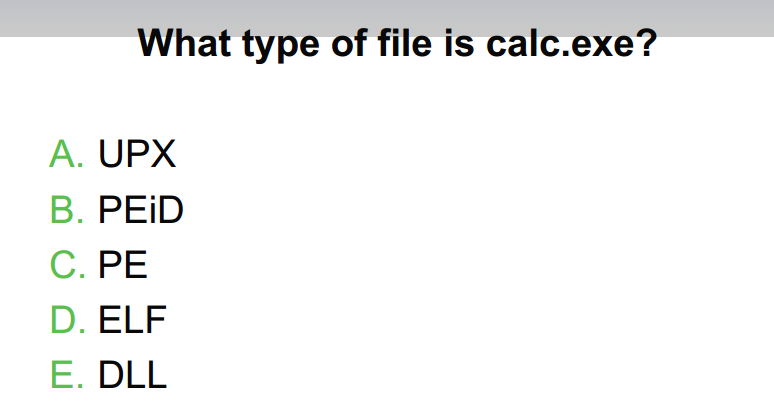 What type of file is calc.exe?
A. UPX
B. PEiD
C. PE
D. ELF
E. DLL